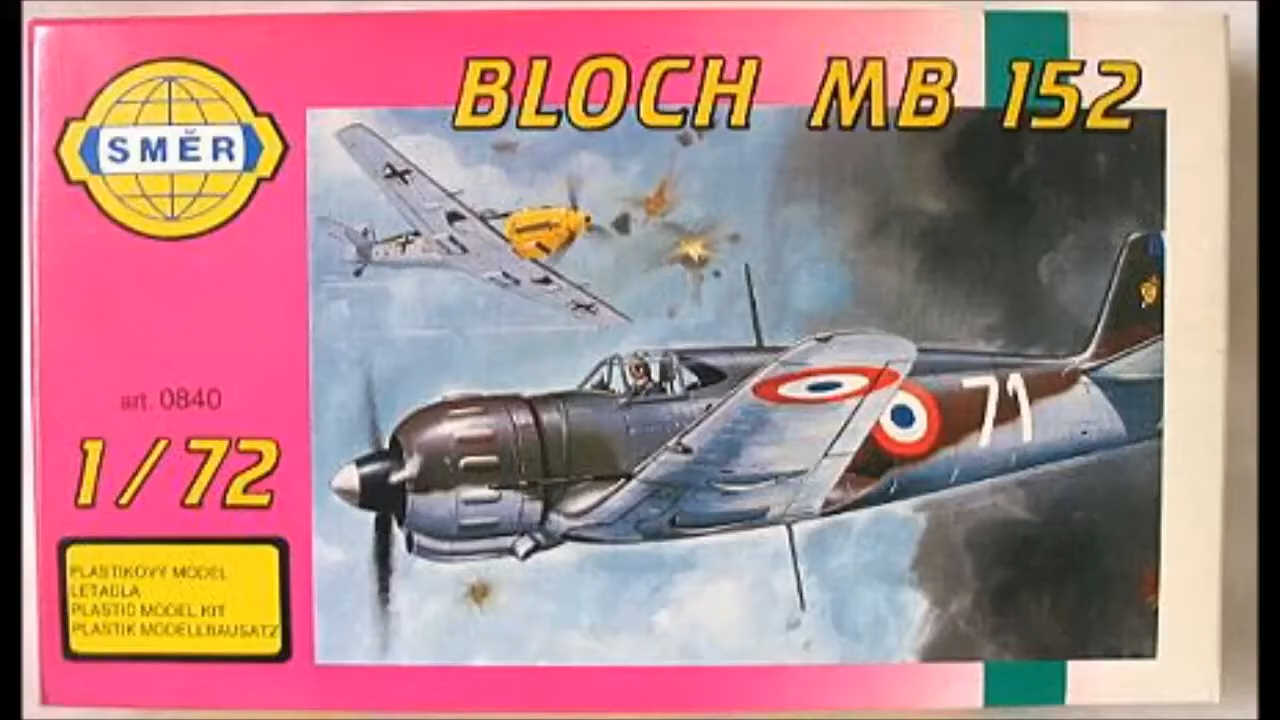 BLOCH MB 152
SMĚR
71
art. 0840
1/72
PLASTIKOVÝ MODEL
LETADLA
PLASTIC MODEL KIT
PLASTIK MODELLBAUSATZ